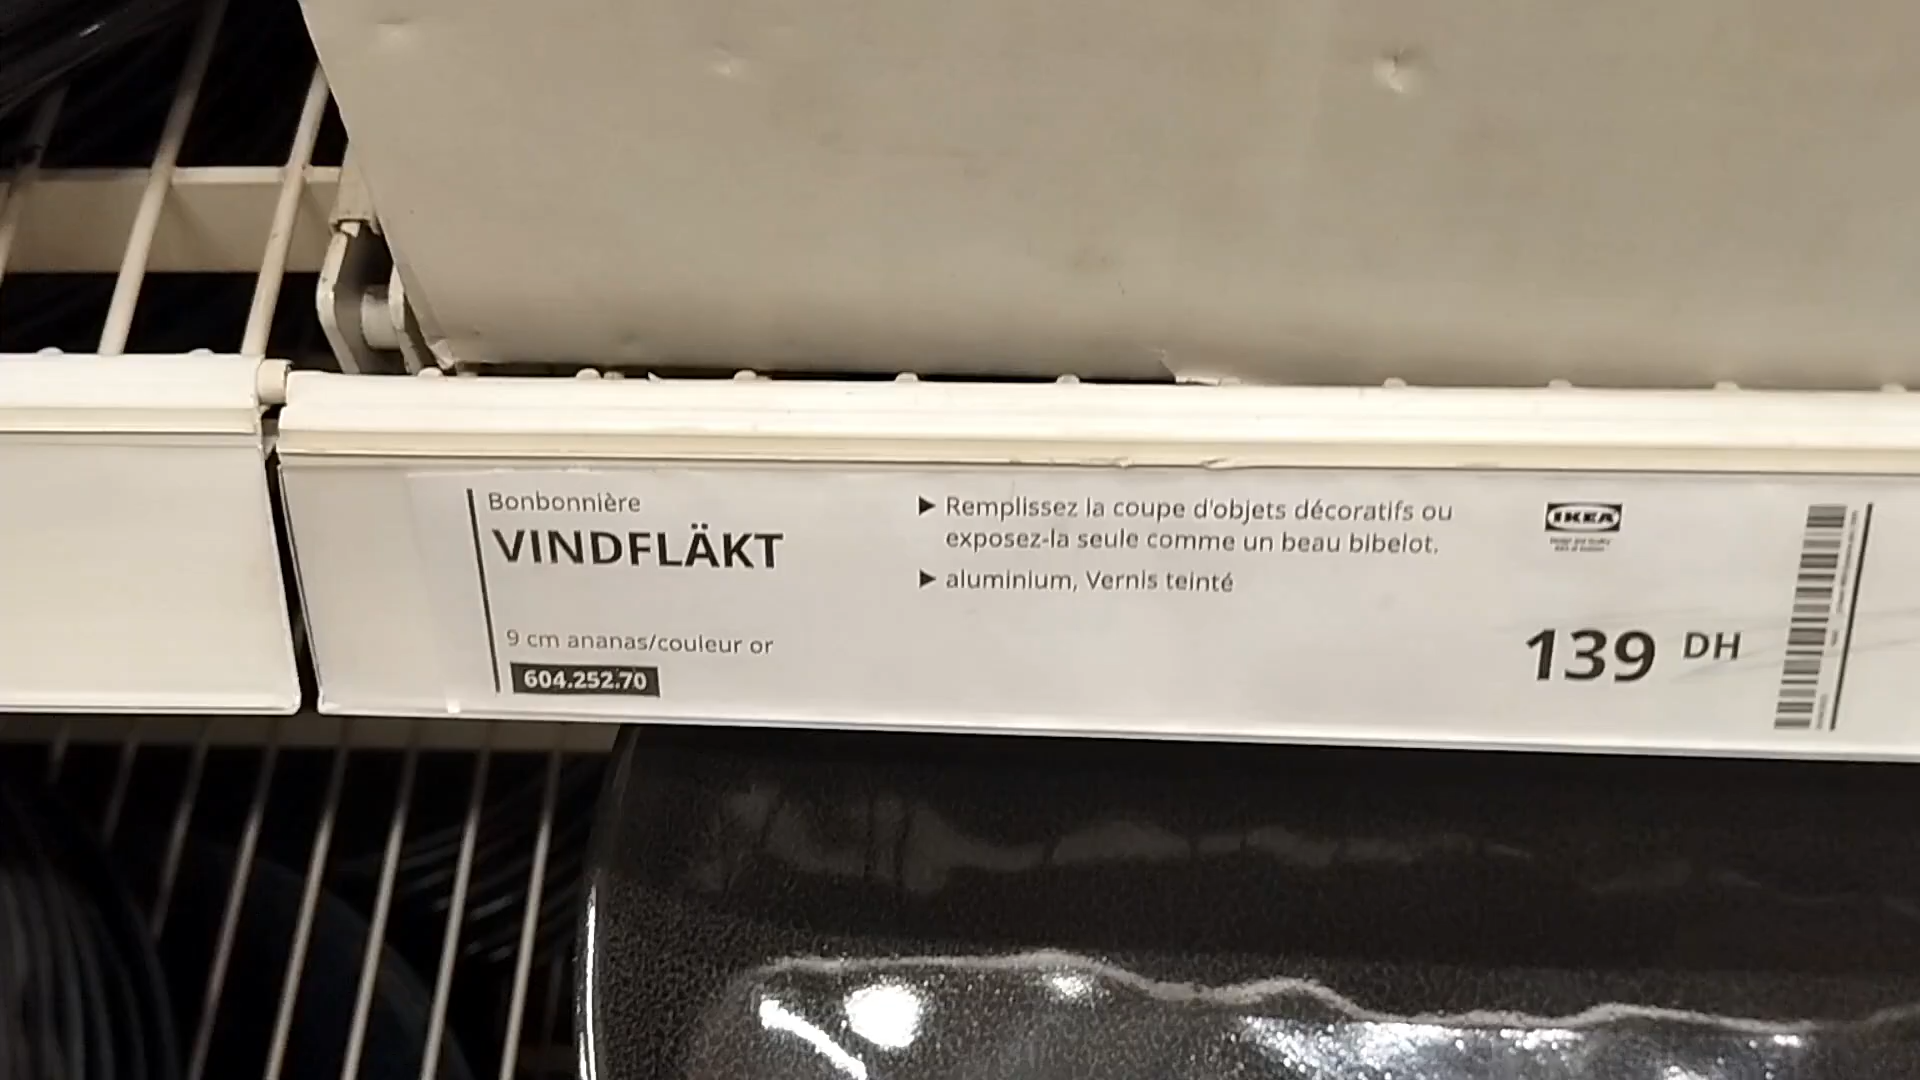 Bonbonnière
VINDFLÄKT
9 cm ananas/couleur or
604.252.70
▶ Remplissez la coupe d'objets décoratifs ou
exposez-la seule comme un beau bibelot.
▶ aluminium, Vernis teinté
IKEA
139 DH